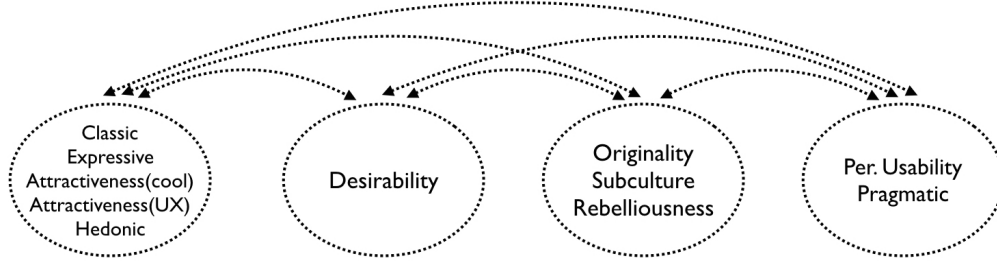 Classic
Expressive
Attractiveness(cool)
Attractiveness(UX)
Hedonic
Desirability
Originality
Subculture
Rebelliousness
Per. Usability
Pragmatic